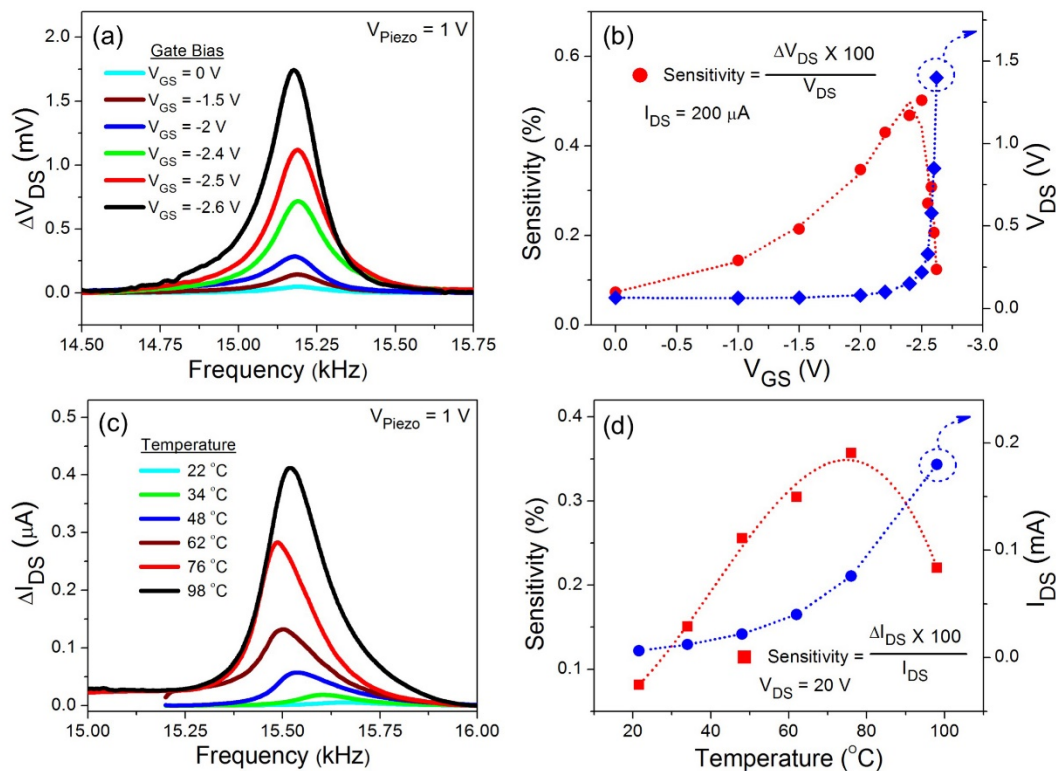 (a)
V_Piezo = 1 V
Gate Bias
V_GS = 0 V
V_GS = -1.5 V
V_GS = -2 V
V_GS = -2.4 V
V_GS = -2.5 V
V_GS = -2.6 V
2.0
1.5
1.0
0.5
0.0
ΔV_DS (mV)
14.50 14.75 15.00 15.25 15.50 15.75
Frequency (kHz)
(b)
Sensitivity = ΔV_DS X 100
V_DS
I_DS = 200 μA
0.6
0.4
0.2
0.0
Sensitivity (%)
1.5
1.0
0.5
0.0
V_DS (V)
0.0 -0.5 -1.0 -1.5 -2.0 -2.5 -3.0
V_GS (V)
(c)
V_Piezo = 1 V
Temperature
22 °C
34 °C
48 °C
62 °C
76 °C
98 °C
0.5
0.4
0.3
0.2
0.1
0.0
ΔI_DS (μA)
15.00 15.25 15.50 15.75 16.00
Frequency (kHz)
(d)
0.4
0.3
0.2
0.1
Sensitivity (%)
0.2
0.1
0.0
I_DS (mA)
Sensitivity = ΔI_DS X 100
I_DS
V_DS = 20 V
20 40 60 80 100
Temperature (°C)